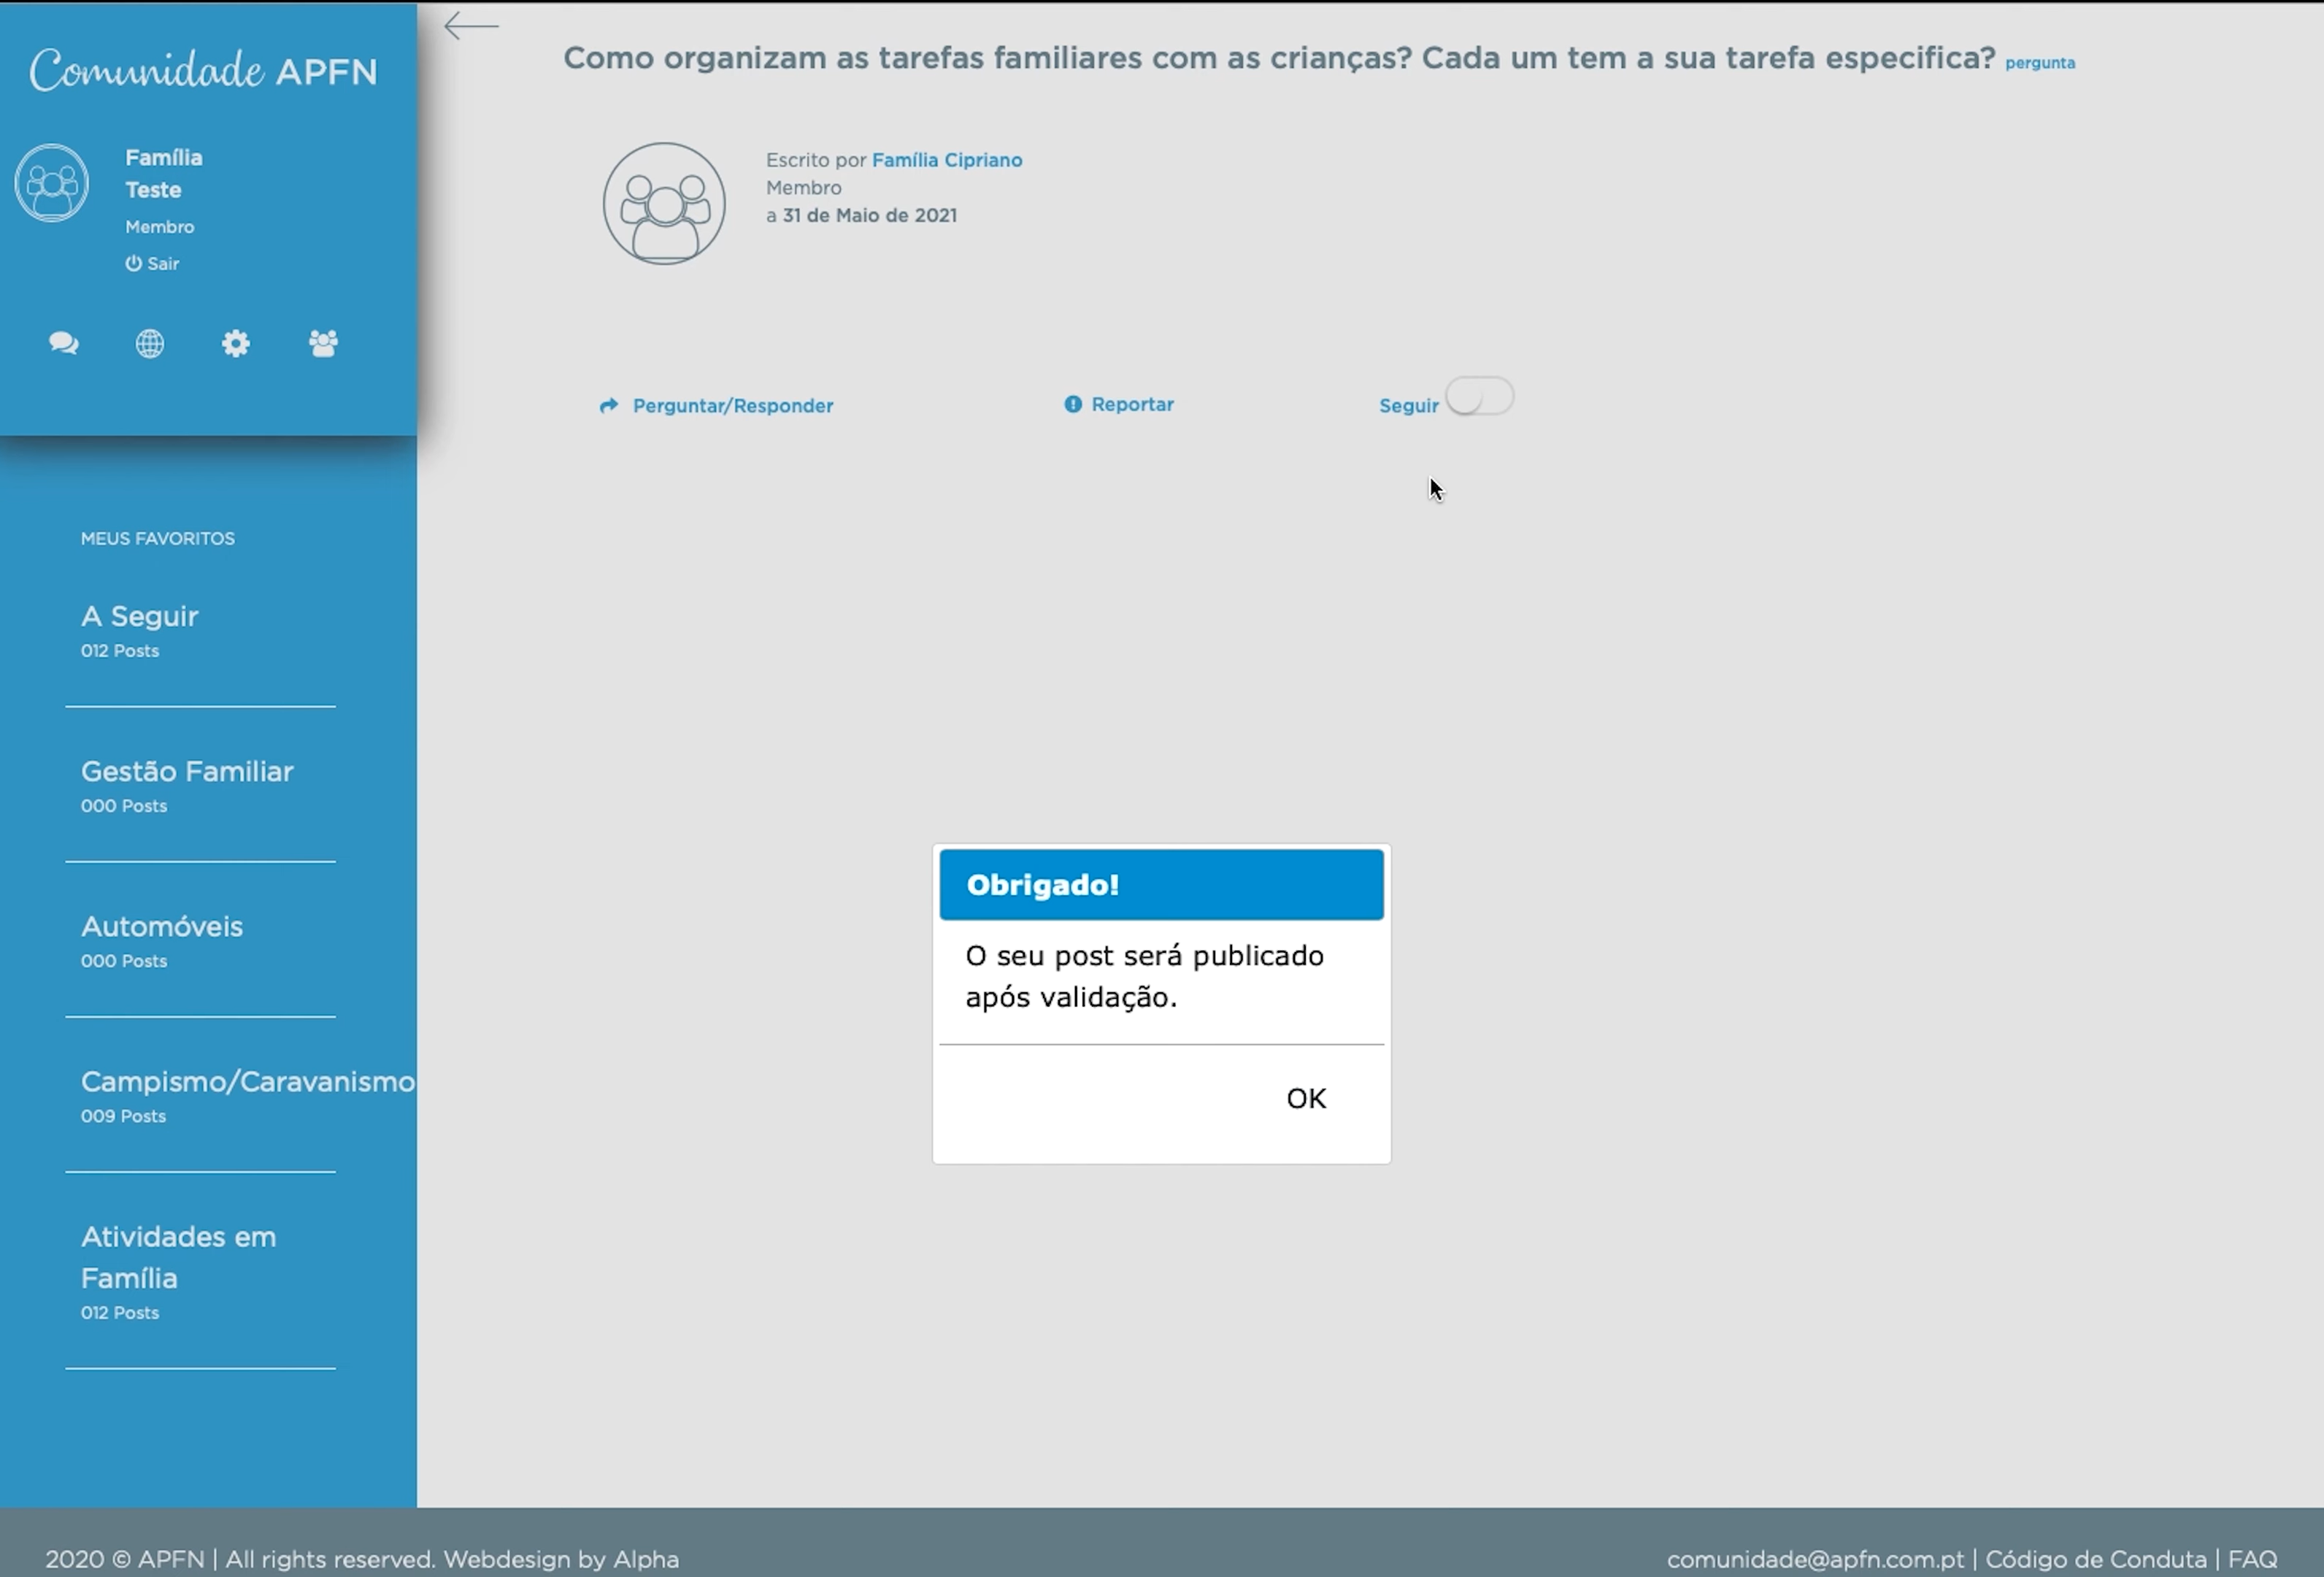 Comunidade APFN
Família
Teste
Membro
Sair
MEUS FAVORITOS
A Seguir
012 Posts
Gestão Familiar
000 Posts
Automóveis
000 Posts
Campismo/Caravanismo
009 Posts
Atividades em
Família
012 Posts
Como organizam as tarefas familiares com as crianças? Cada um tem a sua tarefa especifica? pergunta
Escrito por Família Cipriano
Membro
a 31 de Maio de 2021
Perguntar/Responder
Reportar
Seguir
Obrigado!
O seu post será publicado
após validação.
OK
2020 © APFN | All rights reserved. Webdesign by Alpha
comunidade@apfn.com.pt | Código de Conduta | FAQ